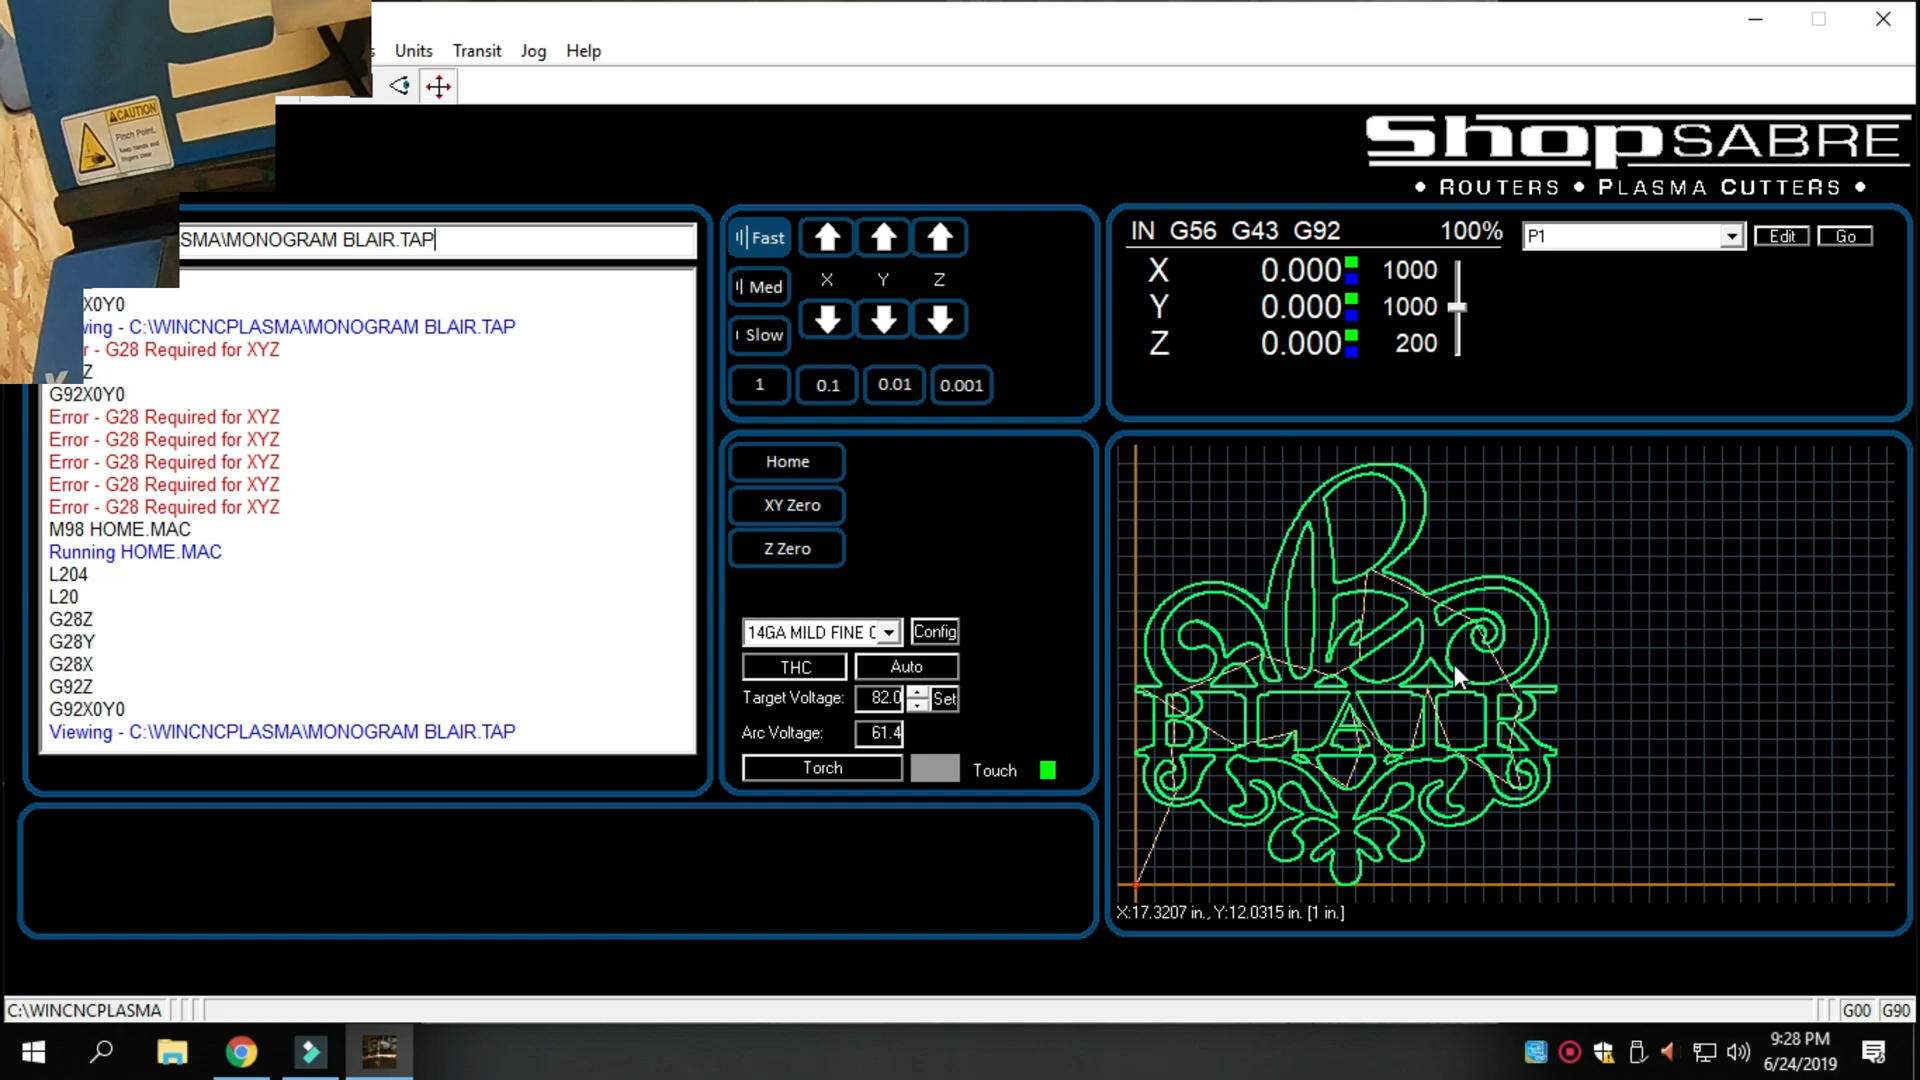 Units Transit Jog Help
CAUTION
Pinch Point.
Keep hands and
fingers clear.
ShopSABRE
• ROUTERS • PLASMA CUTTERS •
SMA\MONOGRAM BLAIR.TAP
X0Y0
wing - C:\WINCNCPLASMA\MONOGRAM BLAIR.TAP
r - G28 Required for XYZ
Z
G92X0Y0
Error - G28 Required for XYZ
Error - G28 Required for XYZ
Error - G28 Required for XYZ
Error - G28 Required for XYZ
Error - G28 Required for XYZ
M98 HOME.MAC
Running HOME.MAC
L204
L20
G28Z
G28Y
G28X
G92Z
G92X0Y0
Viewing - C:\WINCNCPLASMA\MONOGRAM BLAIR.TAP
Fast
Med
Slow
X Y Z
1 0.1 0.01 0.001
Home
XY Zero
Z Zero
14GA MILD FINE C Config
THC Auto
Target Voltage: 82.0 Set
Arc Voltage: 61.4
Torch Touch
IN G56 G43 G92 100% P1 Edit Go
X 0.000 1000
Y 0.000 1000
Z 0.000 200
BLAIR
X:17.3207 in., Y:12.0315 in. [1 in.]
C:\WINCNCPLASMA G00 G90
9:28 PM
6/24/2019